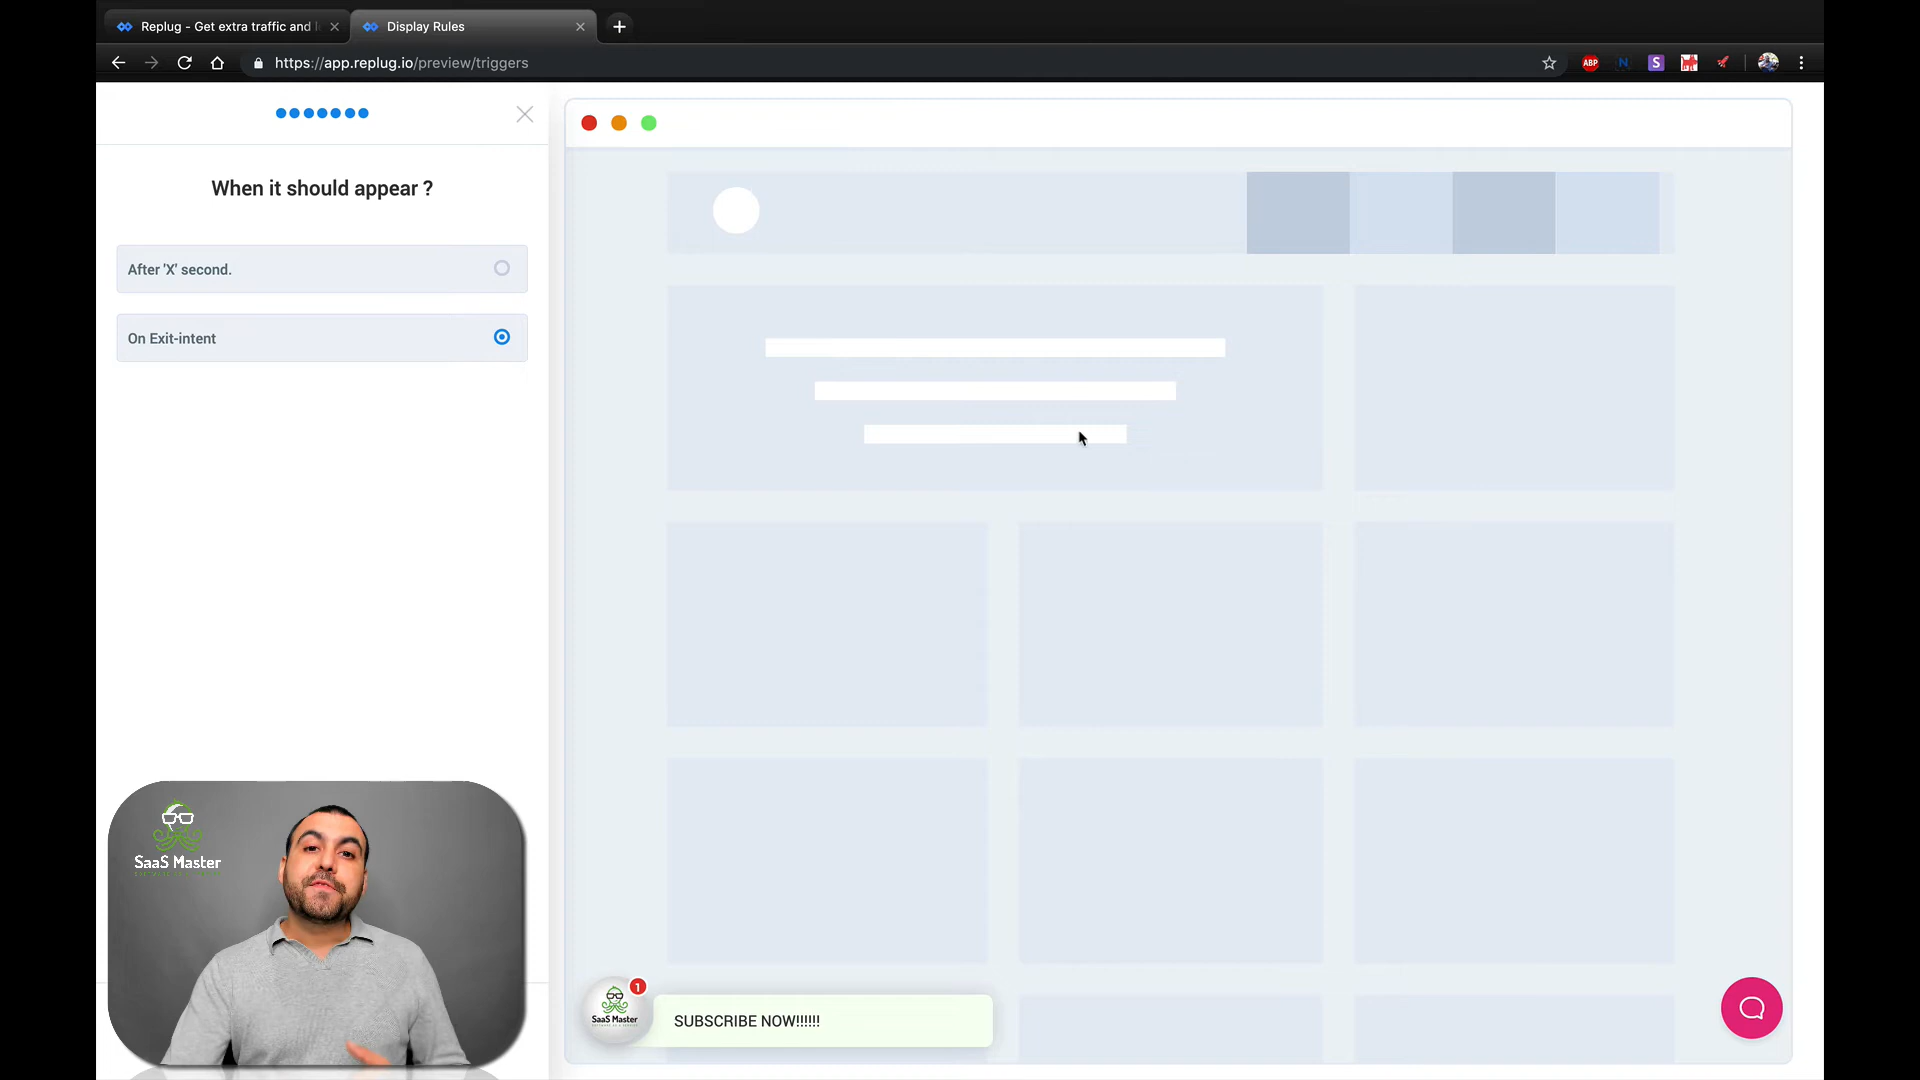 Replug - Get extra traffic and l
Display Rules
https://app.replug.io/preview/triggers
ABP
N
S
When it should appear ?
After 'X' second.
On Exit-intent
SaaS Master
1
SaaS Master
SUBSCRIBE NOW!!!!!!